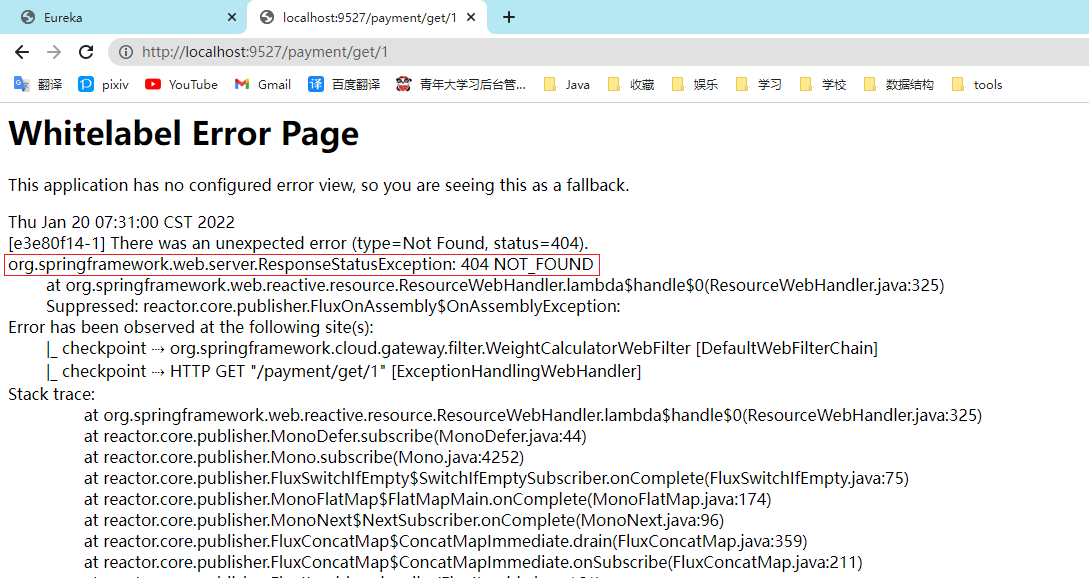 Eureka
localhost:9527/payment/get/1
http://localhost:9527/payment/get/1
翻译 pixiv YouTube Gmail 百度翻译 青年大学习后台管... Java 收藏 娱乐 学习 学校 数据结构 tools
Whitelabel Error Page
This application has no configured error view, so you are seeing this as a fallback.
Thu Jan 20 07:31:00 CST 2022
[e3e80f14-1] There was an unexpected error (type=Not Found, status=404).
org.springframework.web.server.ResponseStatusException: 404 NOT_FOUND
at org.springframework.web.reactive.resource.ResourceWebHandler.lambda$handle$0(ResourceWebHandler.java:325)
Suppressed: reactor.core.publisher.FluxOnAssembly$OnAssemblyException:
Error has been observed at the following site(s):
|_ checkpoint ⇢ org.springframework.cloud.gateway.filter.WeightCalculatorWebFilter [DefaultWebFilterChain]
|_ checkpoint ⇢ HTTP GET "/payment/get/1" [ExceptionHandlingWebHandler]
Stack trace:
at org.springframework.web.reactive.resource.ResourceWebHandler.lambda$handle$0(ResourceWebHandler.java:325)
at reactor.core.publisher.MonoDefer.subscribe(MonoDefer.java:44)
at reactor.core.publisher.Mono.subscribe(Mono.java:4252)
at reactor.core.publisher.FluxSwitchIfEmpty$SwitchIfEmptySubscriber.onComplete(FluxSwitchIfEmpty.java:75)
at reactor.core.publisher.MonoFlatMap$FlatMapMain.onComplete(MonoFlatMap.java:174)
at reactor.core.publisher.MonoNext$NextSubscriber.onComplete(MonoNext.java:96)
at reactor.core.publisher.FluxConcatMap$ConcatMapImmediate.drain(FluxConcatMap.java:359)
at reactor.core.publisher.FluxConcatMap$ConcatMapImmediate.onSubscribe(FluxConcatMap.java:211)